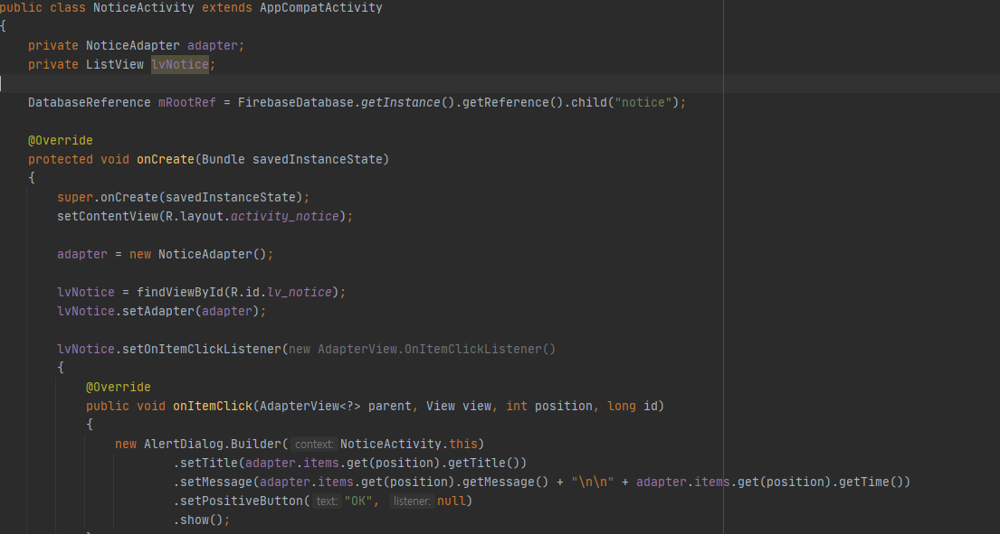 public class NoticeActivity extends AppCompatActivity
{
    private NoticeAdapter adapter;
    private ListView lvNotice;

    DatabaseReference mRootRef = FirebaseDatabase.getInstance().getReference().child("notice");

    @Override
    protected void onCreate(Bundle savedInstanceState)
    {
        super.onCreate(savedInstanceState);
        setContentView(R.layout.activity_notice);

        adapter = new NoticeAdapter();

        lvNotice = findViewById(R.id.lv_notice);
        lvNotice.setAdapter(adapter);

        lvNotice.setOnItemClickListener(new AdapterView.OnItemClickListener()
        {
            @Override
            public void onItemClick(AdapterView<?> parent, View view, int position, long id)
            {
                new AlertDialog.Builder( context: NoticeActivity.this)
                        .setTitle(adapter.items.get(position).getTitle())
                        .setMessage(adapter.items.get(position).getMessage() + "\n\n" + adapter.items.get(position).getTime())
                        .setPositiveButton( text: "OK",  listener: null)
                        .show();